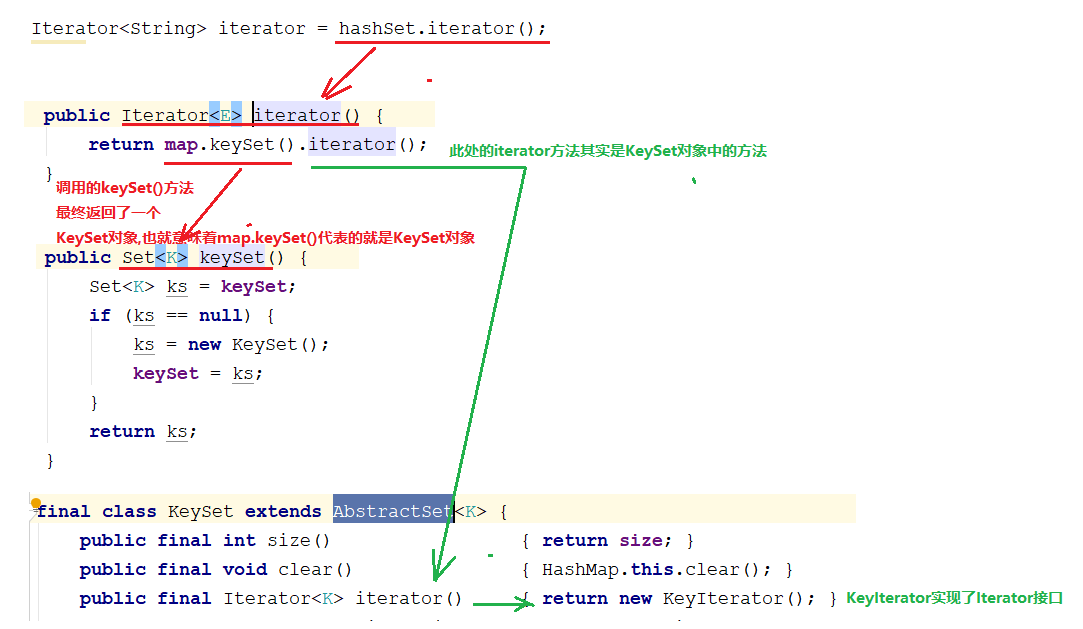 Iterator<String> iterator = hashSet.iterator();
public Iterator<E> iterator() {
return map.keySet().iterator();
此处的iterator方法其实是KeySet对象中的方法
}
调用的keySet()方法
最终返回了一个
KeySet对象,也就意味着map.keySet()代表的就是KeySet对象
public Set<K> keySet() {
Set<K> ks = keySet;
if (ks == null) {
ks = new KeySet();
keySet = ks;
}
return ks;
}
final class KeySet extends AbstractSet<K> {
public final int size() { return size; }
public final void clear() { HashMap.this.clear(); }
public final Iterator<K> iterator() { return new KeyIterator(); } KeyIterator实现了Iterator接口